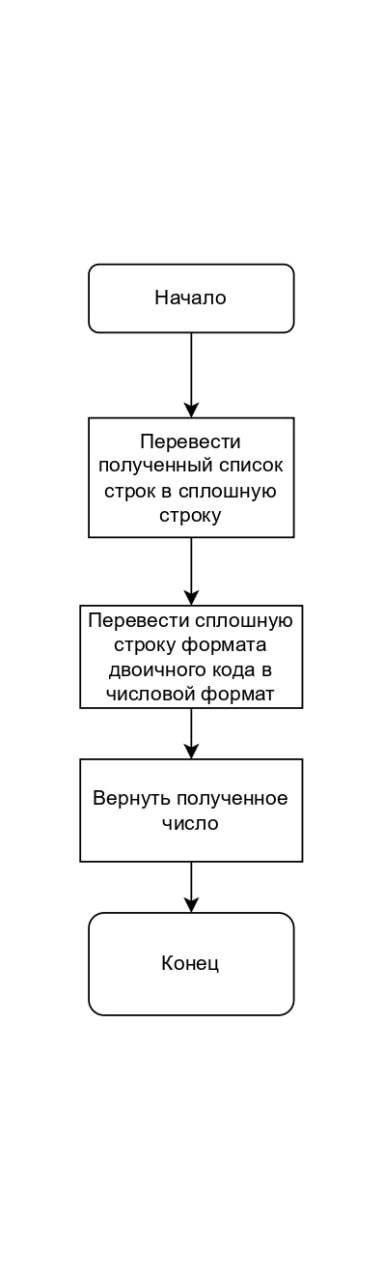 Начало
Перевести
полученный список
строк в сплошную
строку
Перевести сплошную
строку формата
двоичного кода в
числовой формат
Вернуть полученное
число
Конец